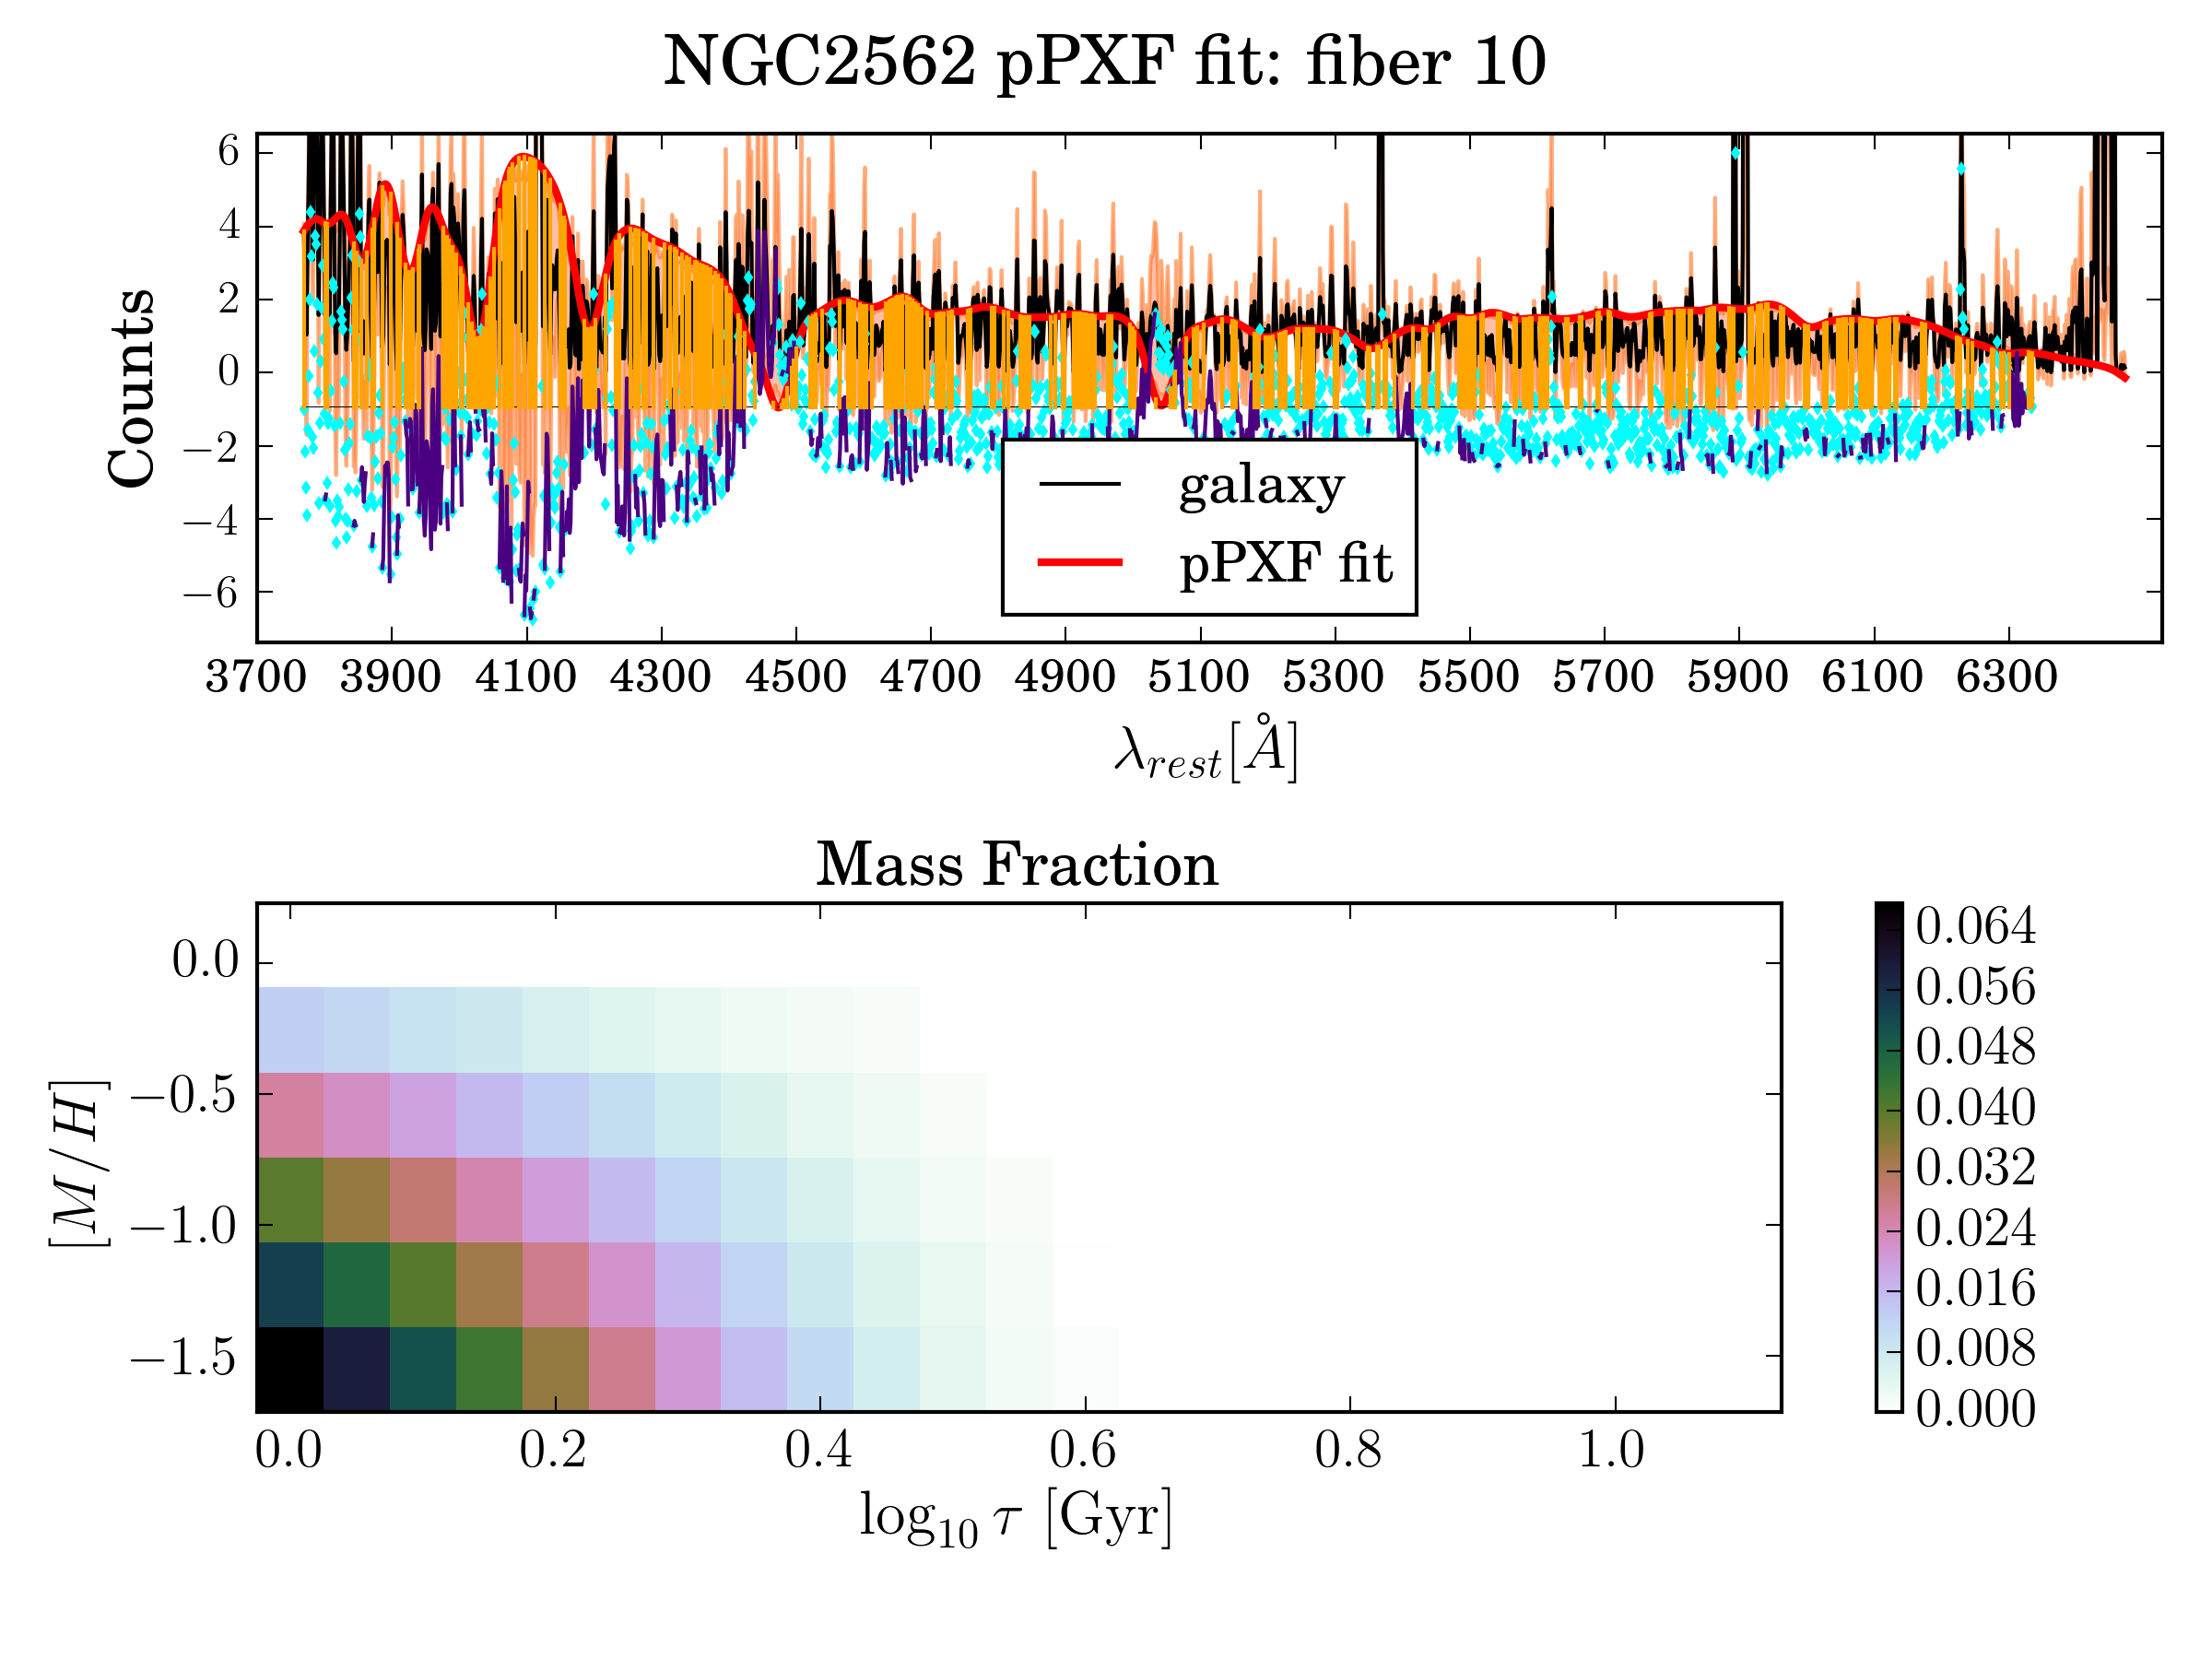 NGC2562 pPXF fit: fiber 10
6
4
2
0
−2
−4
−6
Counts
galaxy
pPXF fit
3700 3900 4100 4300 4500 4700 4900 5100 5300 5500 5700 5900 6100 6300
λrest[Å]
Mass Fraction
0.0
−0.5
−1.0
−1.5
[M/H]
0.064
0.056
0.048
0.040
0.032
0.024
0.016
0.008
0.000
0.0 0.2 0.4 0.6 0.8 1.0
log10 τ [Gyr]